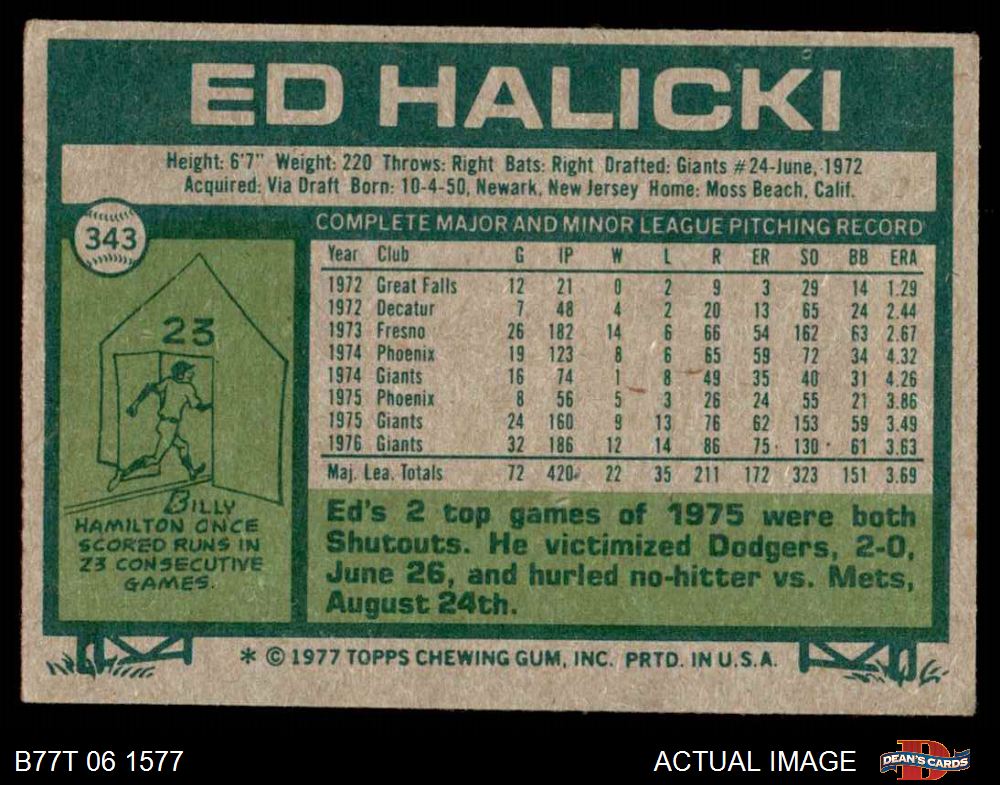 ED HALICKI
Height: 6'7" Weight: 220 Throws: Right Bats: Right Drafted: Giants #24-June, 1972
Acquired: Via Draft Born: 10-4-50, Newark, New Jersey Home: Moss Beach, Calif.
343
COMPLETE MAJOR AND MINOR LEAGUE PITCHING RECORD
Year Club G IP W L R ER SO BB ERA
1972 Great Falls 12 21 0 2 9 3 29 14 1.29
1972 Decatur 7 48 4 2 20 13 65 24 2.44
1973 Fresno 26 182 14 6 66 54 162 63 2.67
1974 Phoenix 19 123 8 6 65 59 72 34 4.32
1974 Giants 16 74 1 8 49 35 40 31 4.26
1975 Phoenix 8 56 5 3 26 24 55 21 3.86
1975 Giants 24 160 9 13 76 62 153 59 3.49
1976 Giants 32 186 12 14 86 75 130 61 3.63
Maj. Lea. Totals 72 420 22 35 211 172 323 151 3.69
23
BILLY
HAMILTON ONCE
SCORED RUNS IN
23 CONSECUTIVE
GAMES.
Ed's 2 top games of 1975 were both
Shutouts. He victimized Dodgers, 2-0,
June 26, and hurled no-hitter vs. Mets,
August 24th.
* © 1977 TOPPS CHEWING GUM, INC. PRTD. IN U.S.A.
B77T 06 1577
ACTUAL IMAGE
D
DEAN'S CARDS